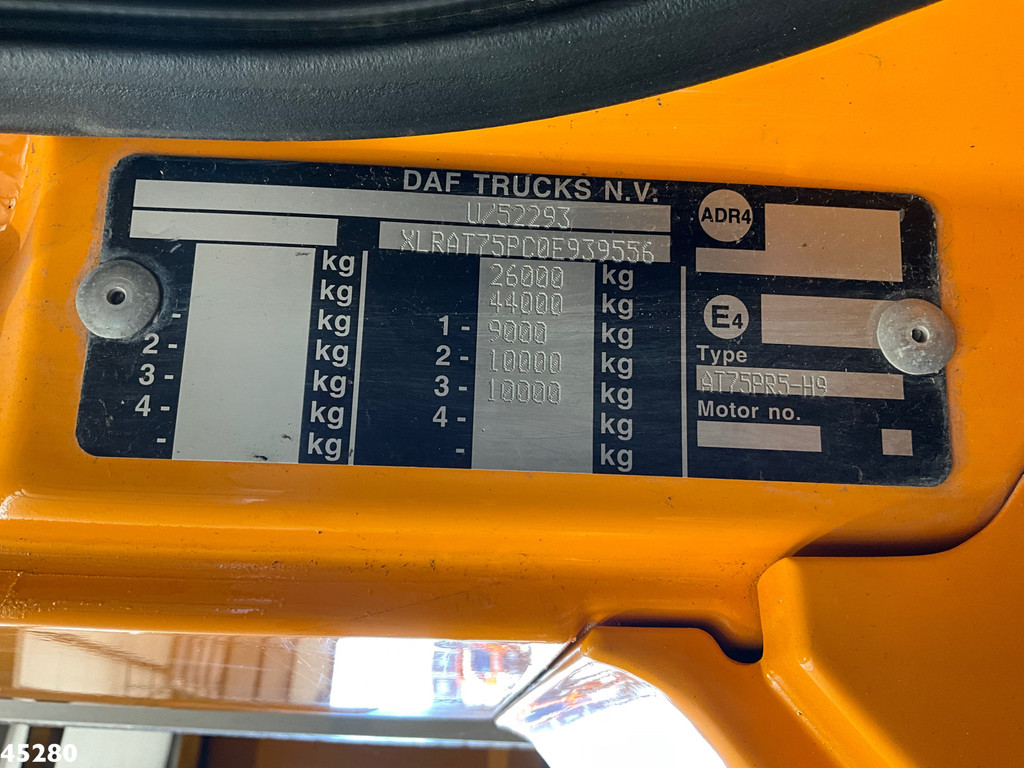 DAF TRUCKS N.V.
U/52293
XLRAT75PC0E939556
kg 26000 kg
kg 44000 kg
kg 1- 9000 kg
2- kg 2- 10000 kg
3- kg 3- 10000 kg
4- kg 4- kg
- kg - kg
ADR4
E4
Type
AT75PR5-H9
Motor no.
45280